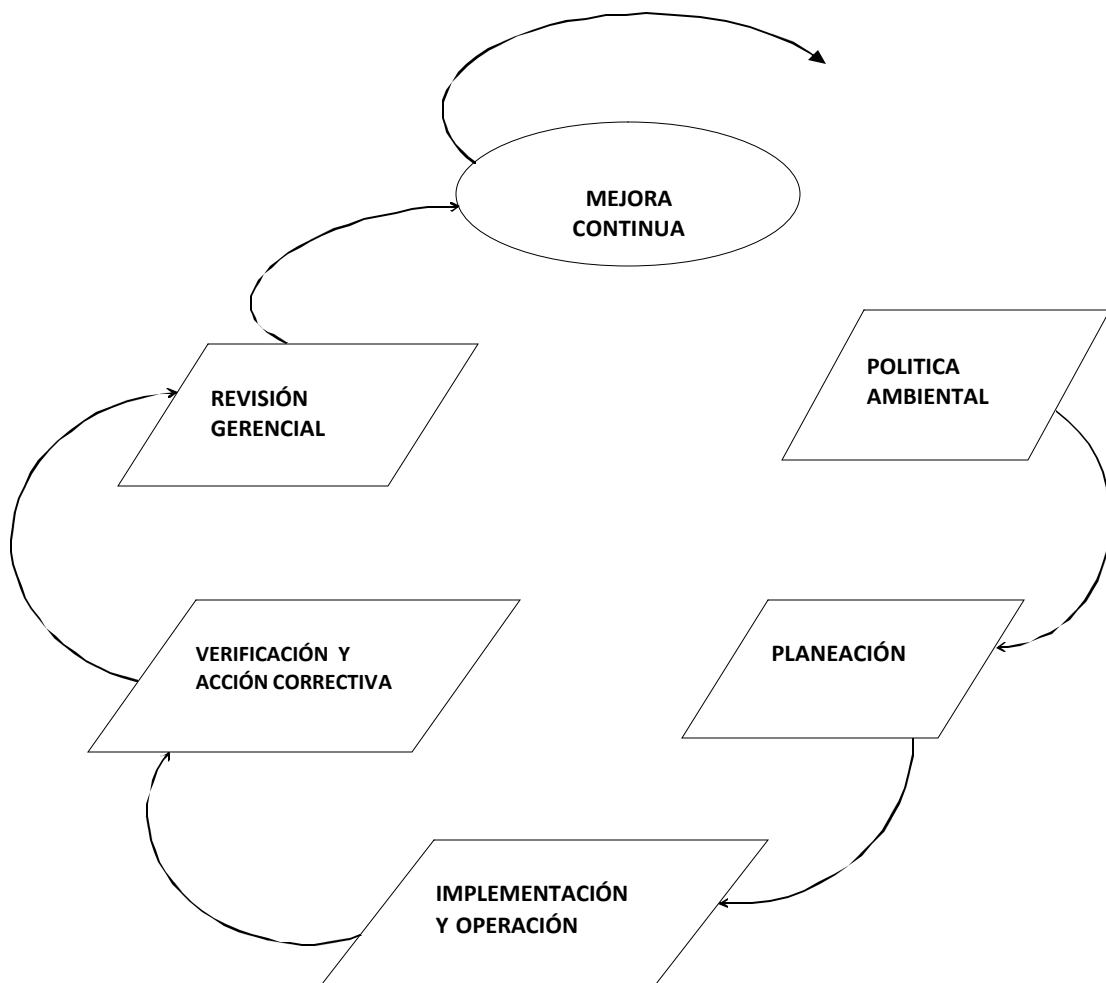 MEJORA
CONTINUA
POLITICA
AMBIENTAL
REVISIÓN
GERENCIAL
VERIFICACIÓN Y
ACCIÓN CORRECTIVA
PLANEACIÓN
IMPLEMENTACIÓN
Y OPERACIÓN